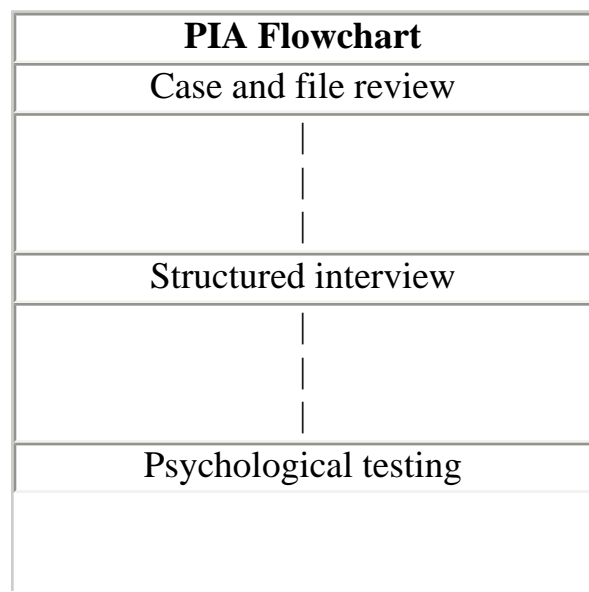 PIA Flowchart
Case and file review
|
|
|
Structured interview
|
|
|
Psychological testing